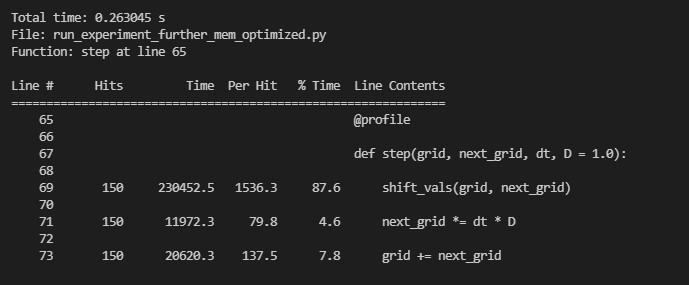 Total time: 0.263045 s
File: run_experiment_further_mem_optimized.py
Function: step at line 65
Line # Hits Time Per Hit % Time Line Contents
==============================================================
65 @profile
66
67 def step(grid, next_grid, dt, D = 1.0):
68
69 150 230452.5 1536.3 87.6 shift_vals(grid, next_grid)
70
71 150 11972.3 79.8 4.6 next_grid *= dt * D
72
73 150 20620.3 137.5 7.8 grid += next_grid